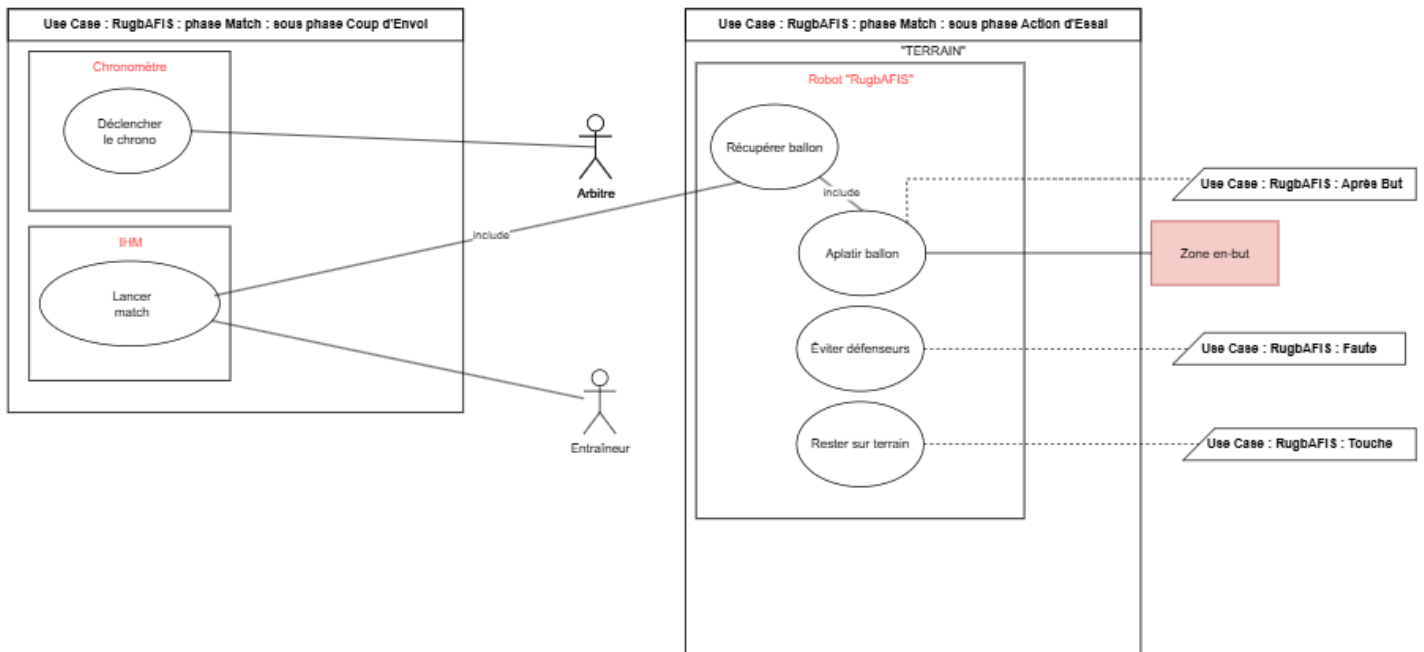 Use Case : RugbAFIS : phase Match : sous phase Coup d'Envoi
Chronomètre
Déclencher
le chrono
IHM
Lancer
match
include
Arbitre
Entraîneur
Use Case : RugbAFIS : phase Match : sous phase Action d'Essai
"TERRAIN"
Robot "RugbAFIS"
Récupérer ballon
include
Aplatir ballon
Éviter défenseurs
Rester sur terrain
Use Case : RugbAFIS : Après But
Zone en-but
Use Case : RugbAFIS : Faute
Use Case : RugbAFIS : Touche